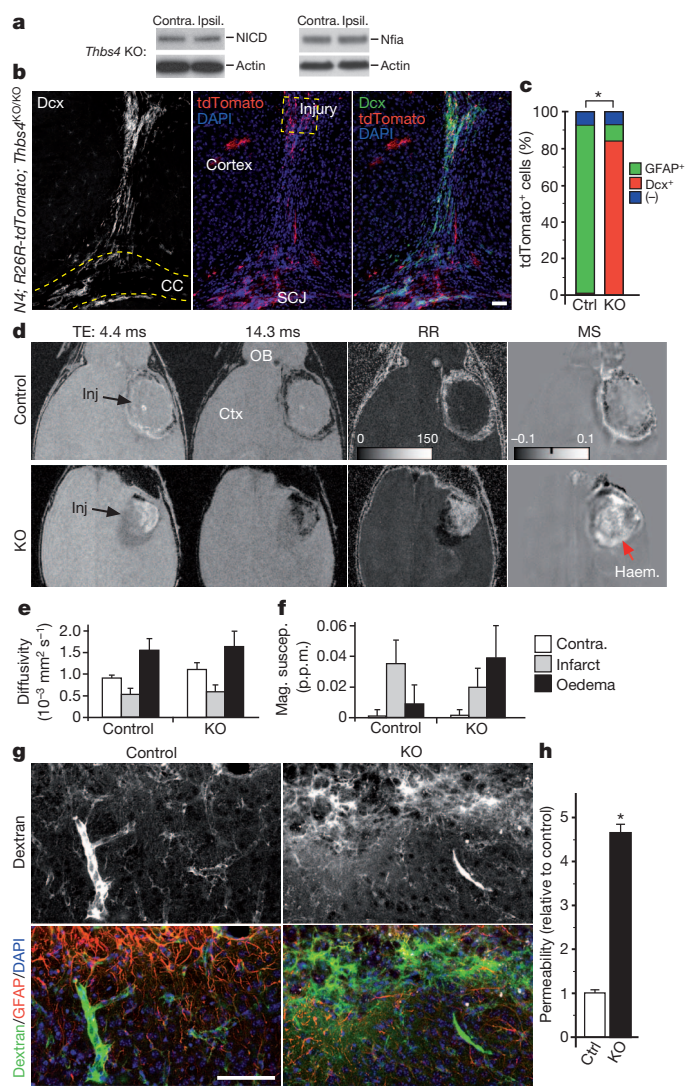 a
Contra. Ipsil.
Contra. Ipsil.
Thbs4 KO:
NICD
Nfia
Actin
Actin
b
N4; R26R-tdTomato; Thbs4KO/KO
Dcx
CC
tdTomato
DAPI
Injury
Cortex
SCJ
Dcx
tdTomato
DAPI
c
*
tdTomato+ cells (%)
100
80
60
40
20
0
Ctrl KO
GFAP+
Dcx+
(–)
d
TE: 4.4 ms
14.3 ms
RR
MS
Control
Inj
OB
Ctx
0 150
–0.1 0.1
KO
Inj
Haem.
e
Diffusivity
(10–3 mm2 s–1)
2.0
1.5
1.0
0.5
0
Control KO
f
Mag. suscep.
(p.p.m.)
0.06
0.04
0.02
0
Control KO
Contra.
Infarct
Oedema
g
Control
KO
Dextran
Dextran/GFAP/DAPI
h
Permeability (relative to control)
5
4
3
2
1
0
*
Ctrl
KO